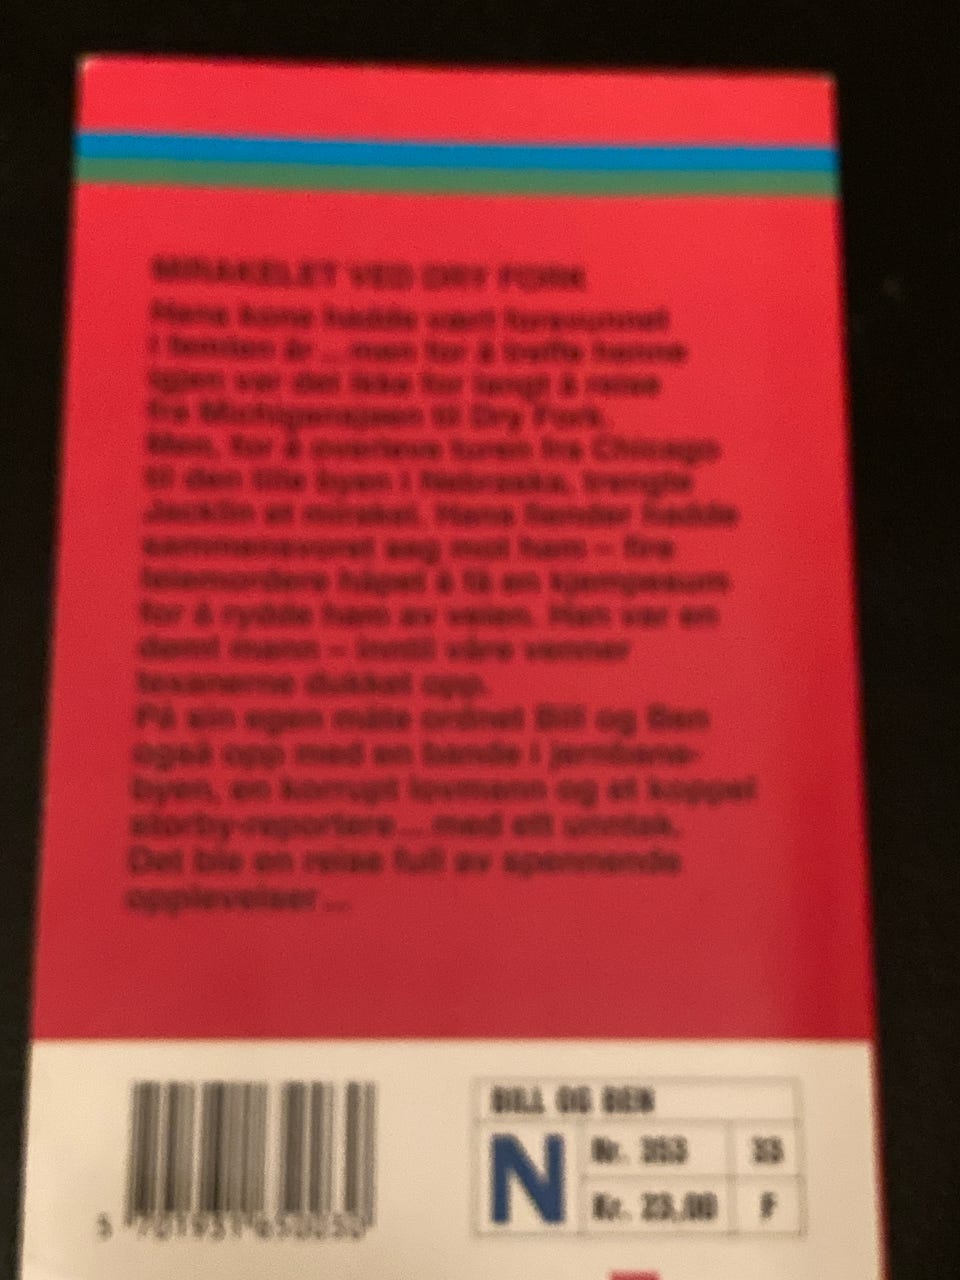 MIRAKELET VED DRY FORK
Hans kone hadde vært forsvunnet
i femten år ... men for å treffe henne
igjen var det ikke for langt å reise
fra Michigansjøen til Dry Fork.
Men, for å overleve turen fra Chicago
til den lille byen i Nebraska, trengte
Jacklin et mirakel. Hans fiender hadde
sammensvoret seg mot ham – fire
leiemordere håpet å få en kjempesum
for å rydde ham av veien. Han var en
dømt mann – inntil våre venner
texanerne dukket opp.
På sin egen måte ordnet Bill og Ben
også opp med en bande i jernbane-
byen, en korrupt lovmann og et koppel
storby-reportere ... med ett unntak.
Det ble en reise full av spennende
opplevelser ...
BILL OG BEN
N Nr. 353 33
Kr. 23,00 F